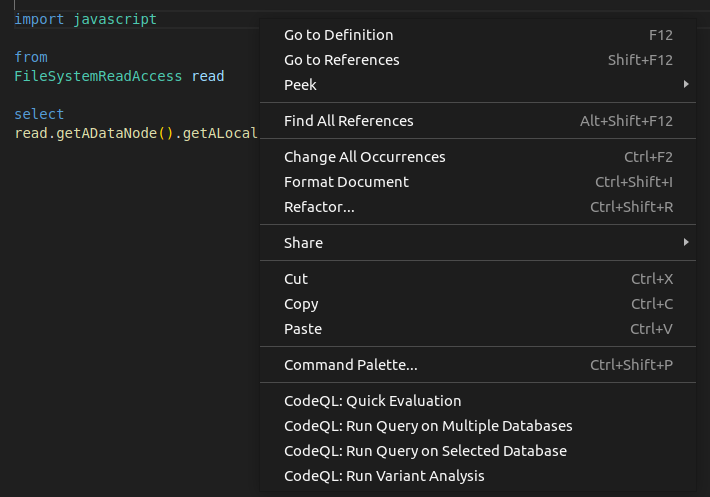 import javascript
from
FileSystemReadAccess read
select
read.getADataNode().getALocal
Go to Definition F12
Go to References Shift+F12
Peek
Find All References Alt+Shift+F12
Change All Occurrences Ctrl+F2
Format Document Ctrl+Shift+I
Refactor... Ctrl+Shift+R
Share
Cut Ctrl+X
Copy Ctrl+C
Paste Ctrl+V
Command Palette... Ctrl+Shift+P
CodeQL: Quick Evaluation
CodeQL: Run Query on Multiple Databases
CodeQL: Run Query on Selected Database
CodeQL: Run Variant Analysis